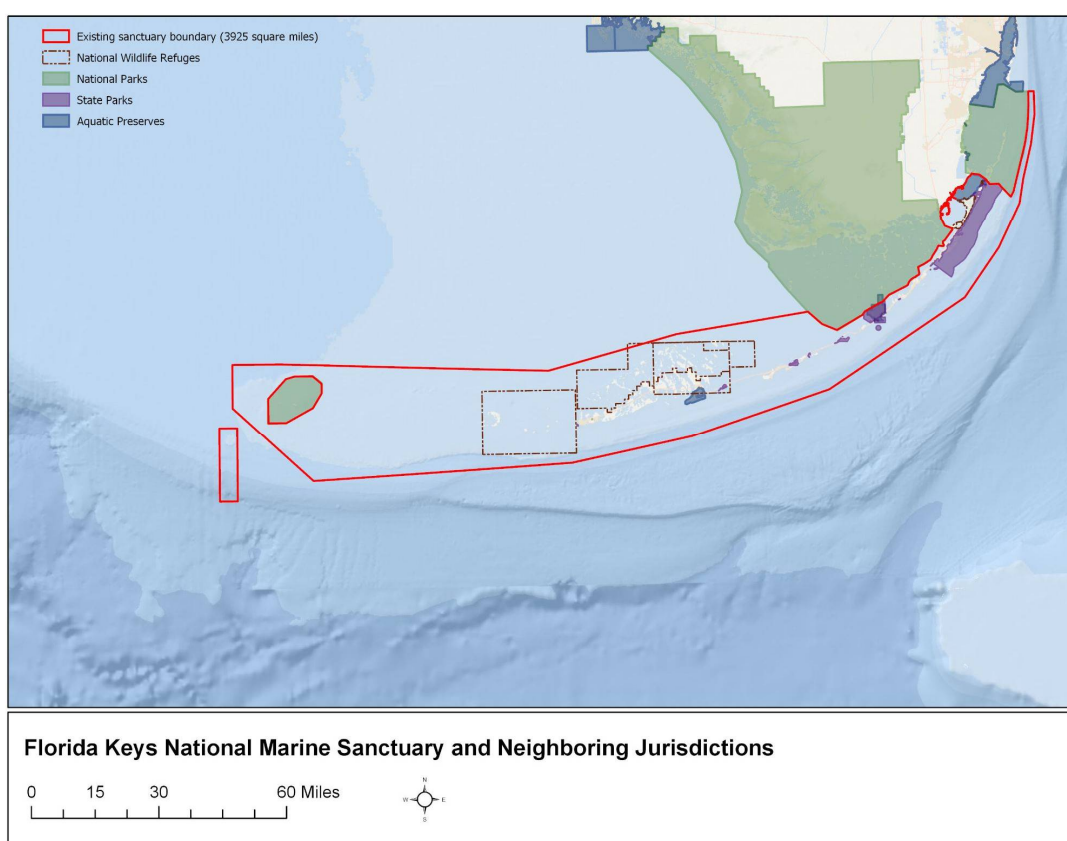 Existing sanctuary boundary (3925 square miles)
National Wildlife Refuges
National Parks
State Parks
Aquatic Preserves
Florida Keys National Marine Sanctuary and Neighboring Jurisdictions
0 15 30 60 Miles
N
W E
S